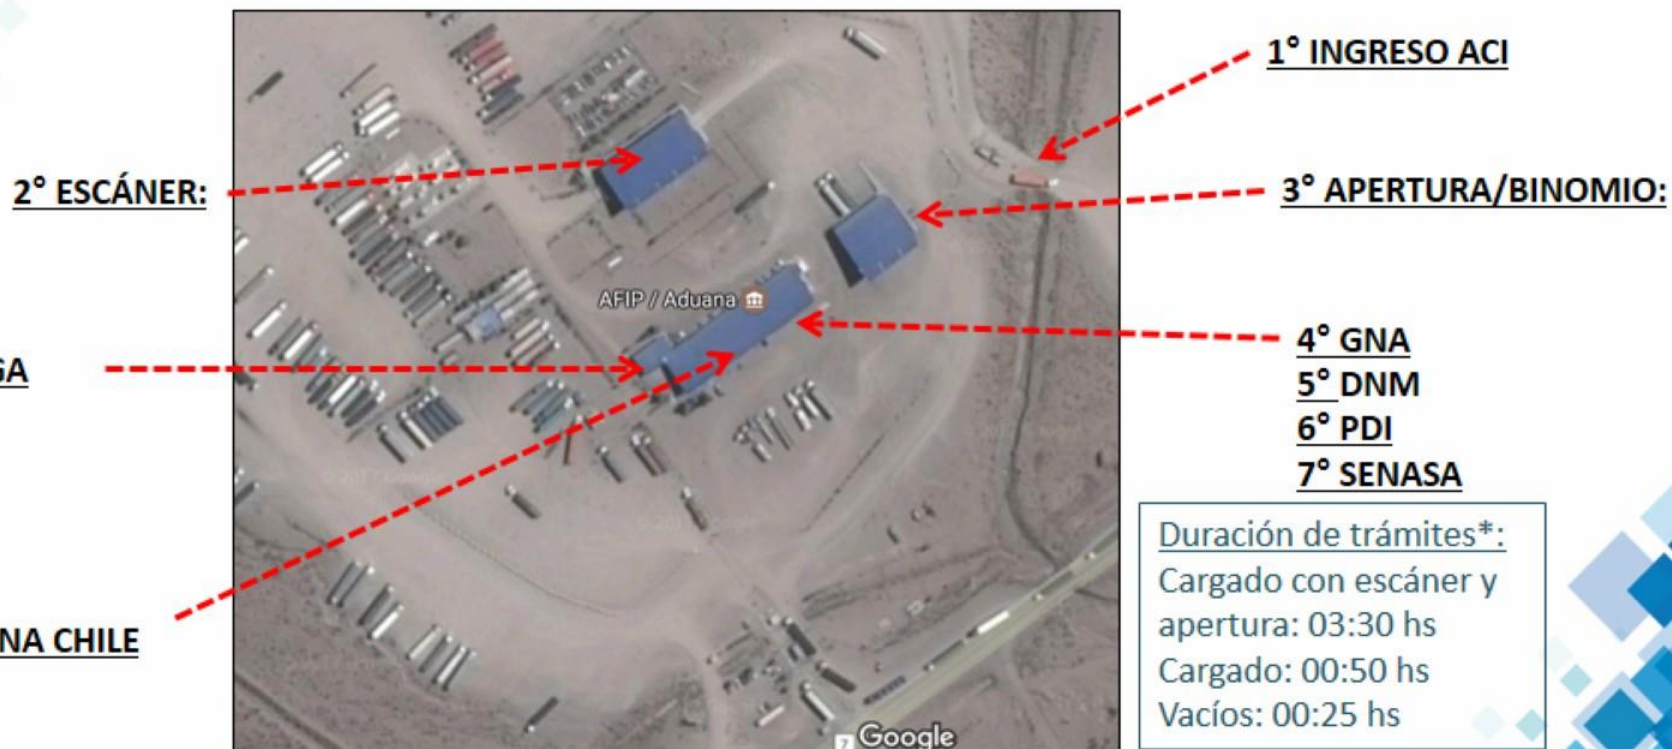 1° INGRESO ACI
2° ESCÁNER:
3° APERTURA/BINOMIO:
AFIP / Aduana
4° GNA
GA
5° DNM
6° PDI
7° SENASA
Duración de trámites*:
Cargado con escáner y
apertura: 03:30 hs
Cargado: 00:50 hs
Vacíos: 00:25 hs
NA CHILE
Google